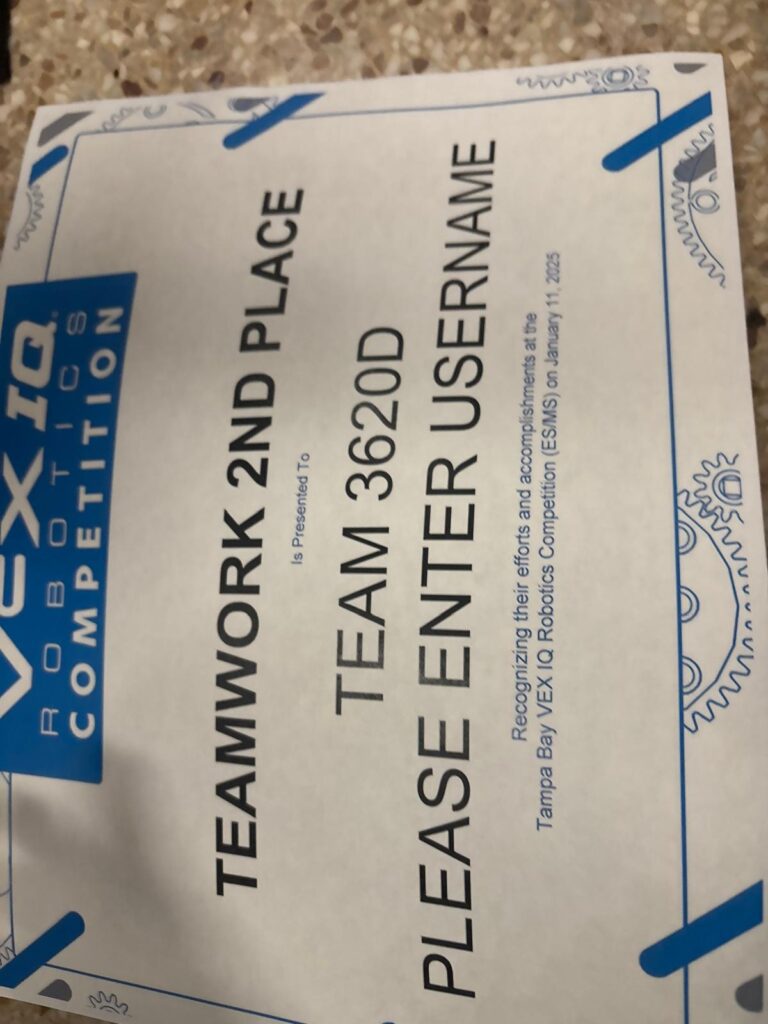 VEX IQ
ROBOTICS
COMPETITION
TEAMWORK 2ND PLACE
Is Presented To
TEAM 3620D
PLEASE ENTER USERNAME
Recognizing their efforts and accomplishments at the
Tampa Bay VEX IQ Robotics Competition (ES/MS) on January 11, 2025